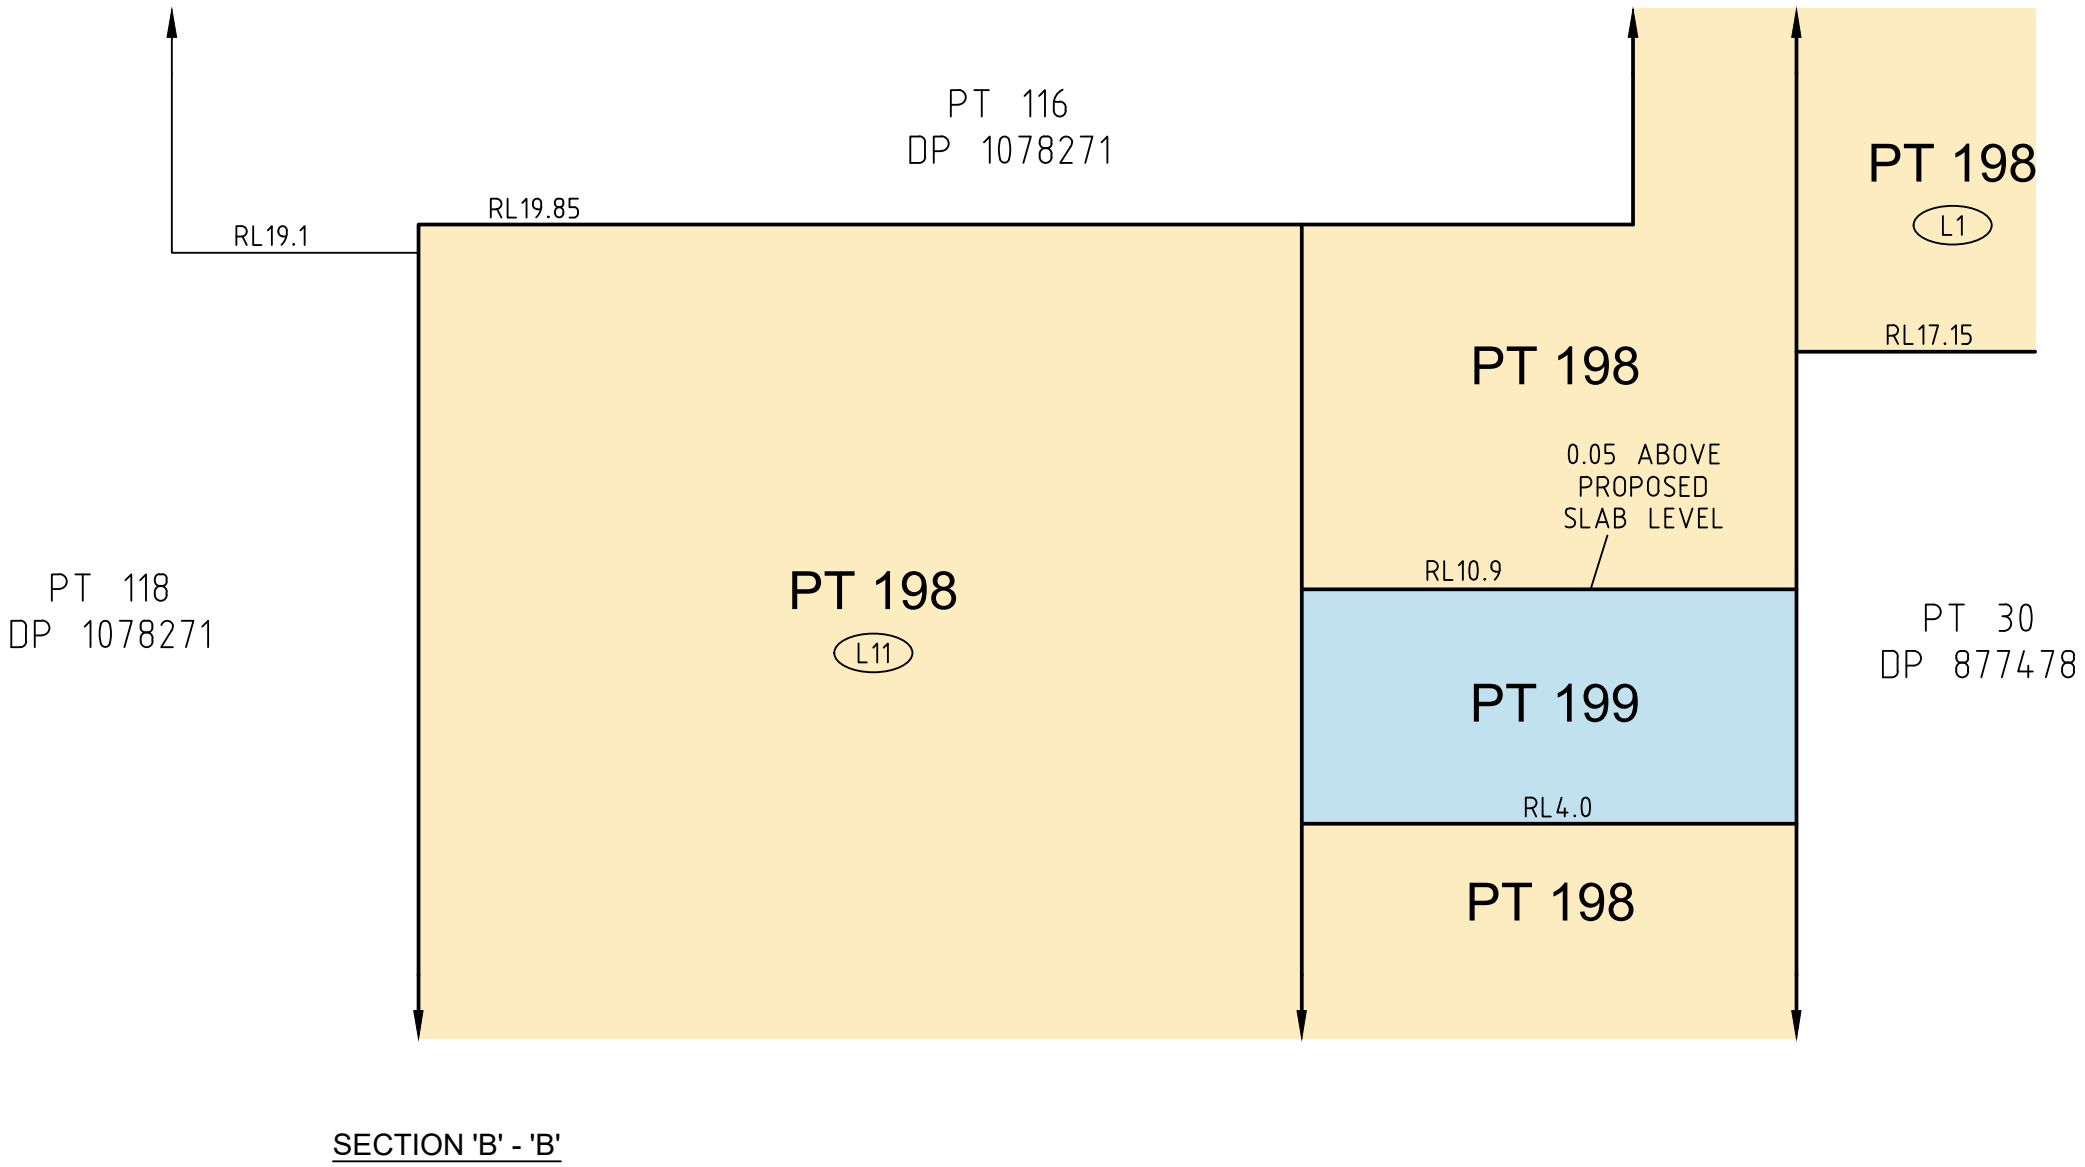 PT 116
DP 1078271
PT 198
L1
RL19.85
RL19.1
RL17.15
PT 198
0.05 ABOVE
PROPOSED
SLAB LEVEL
RL10.9
PT 118
DP 1078271
PT 198
L11
PT 30
DP 877478
PT 199
RL4.0
PT 198
SECTION 'B' - 'B'